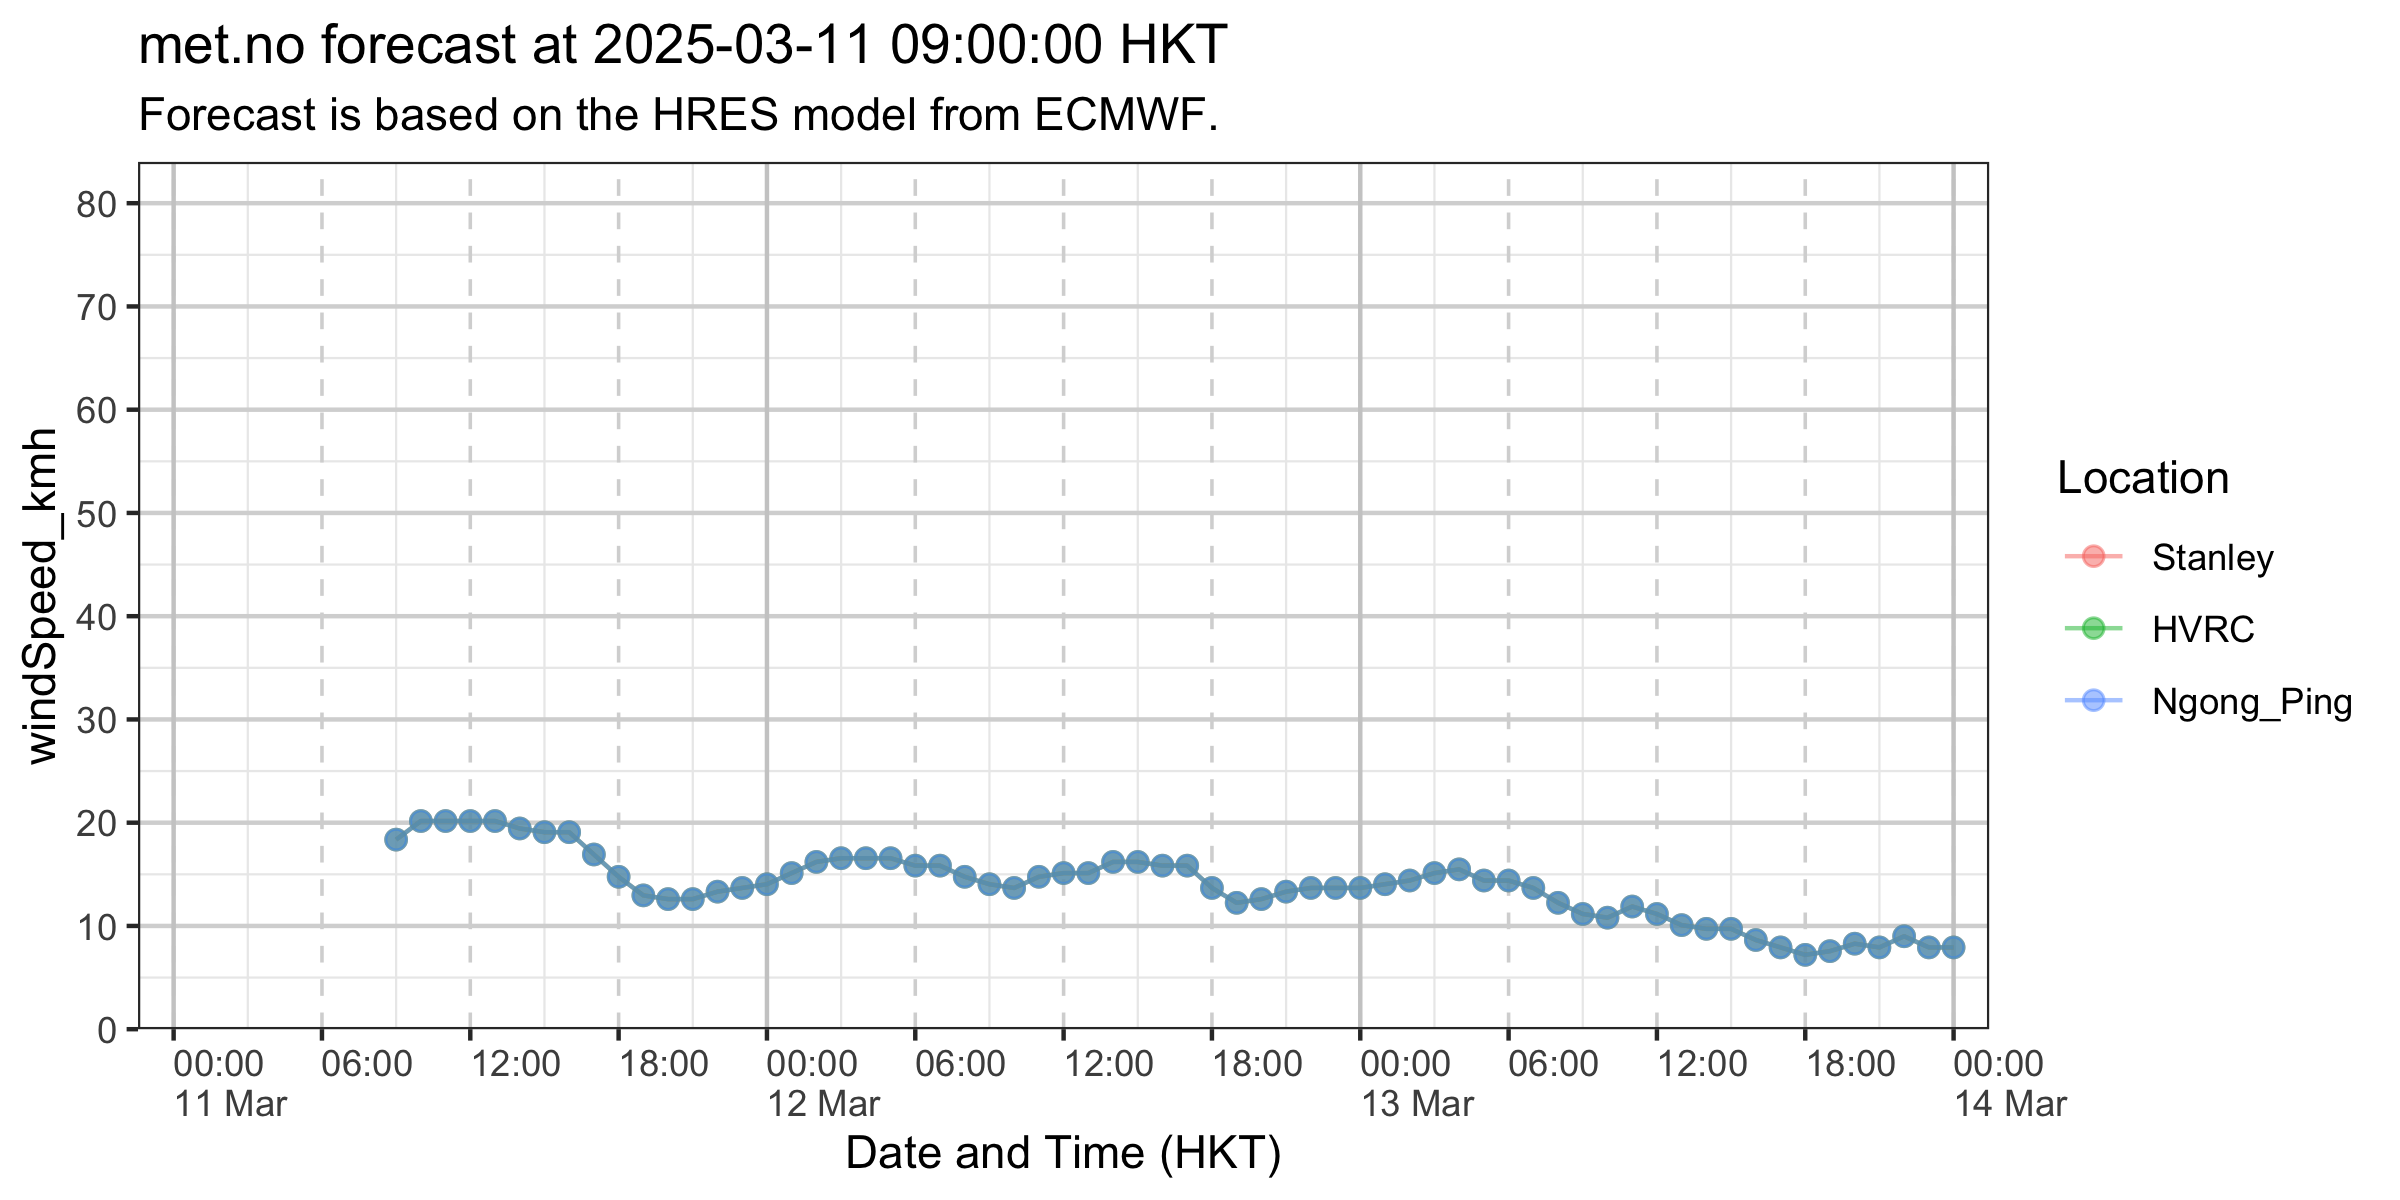 met.no forecast at 2025-03-11 09:00:00 HKT
Forecast is based on the HRES model from ECMWF.
windSpeed_kmh
80
70
60
50
40
30
20
10
0
00:00 06:00 12:00 18:00 00:00 06:00 12:00 18:00 00:00 06:00 12:00 18:00 00:00
11 Mar 12 Mar 13 Mar 14 Mar
Date and Time (HKT)
Location
Stanley
HVRC
Ngong_Ping